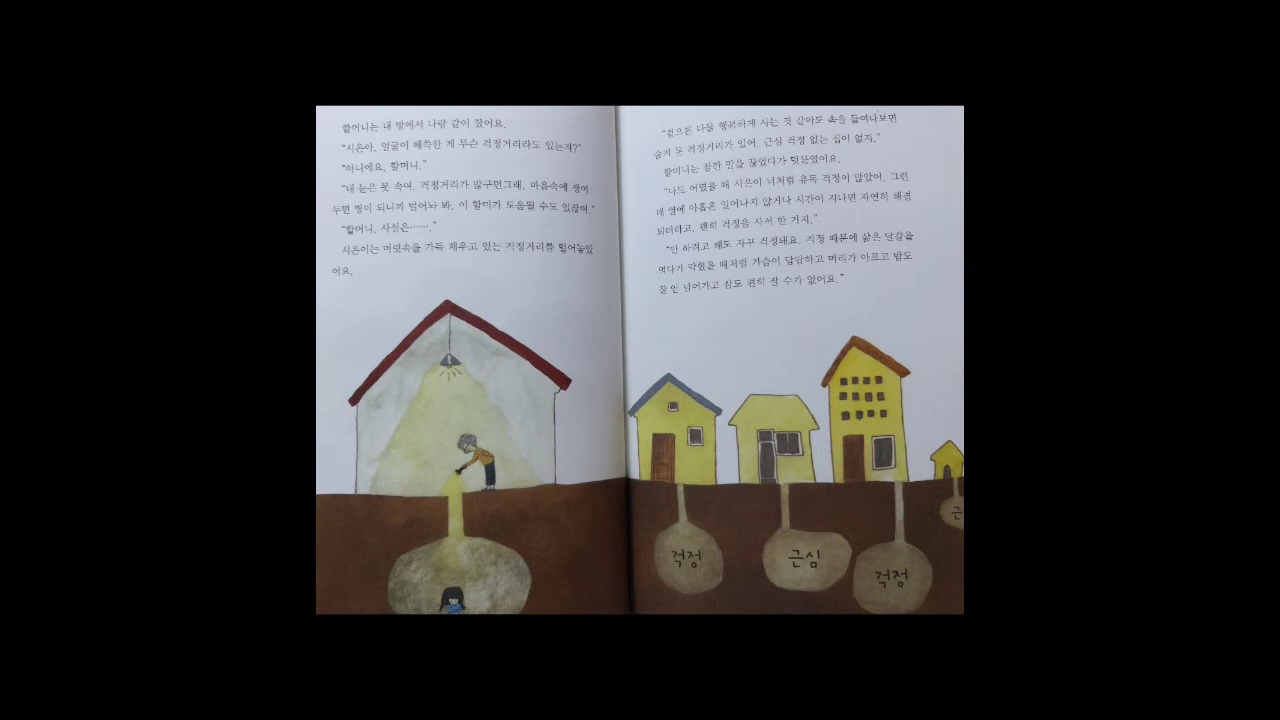 할머니는 내 방에서 나랑 같이 잤어요.
"시은아, 얼굴이 해쓱한 게 무슨 걱정거리라도 있는겨?"
"아니에요, 할머니."
"내 눈은 못 속여. 걱정거리가 많구먼그래. 마음속에 쟁여
두면 병이 되니까 털어놔 봐. 이 할미가 도움될 수도 있잖여."
"할머니, 사실은……."
시은이는 머릿속을 가득 채우고 있는 걱정거리를 털어놓았
어요.
"겉으론 다들 행복하게 사는 것 같아도 속을 들여다보면
숨겨 둔 걱정거리가 있어. 근심 걱정 없는 집이 없지."
할머니는 잠깐 말을 끊었다가 덧붙였어요.
"나도 어렸을 때 시은이 너처럼 유독 걱정이 많았어. 그런
데 열에 아홉은 일어나지 않거나 시간이 지나면 자연히 해결
되더라고. 괜히 걱정을 사서 한 거지."
"안 하려고 해도 자꾸 걱정돼요. 걱정 때문에 삶은 달걀을
먹다가 막혔을 때처럼 가슴이 답답하고 머리가 아프고 밥도
잘 안 넘어가고 잠도 편히 잘 수가 없어요."
걱정
근심
걱정
근